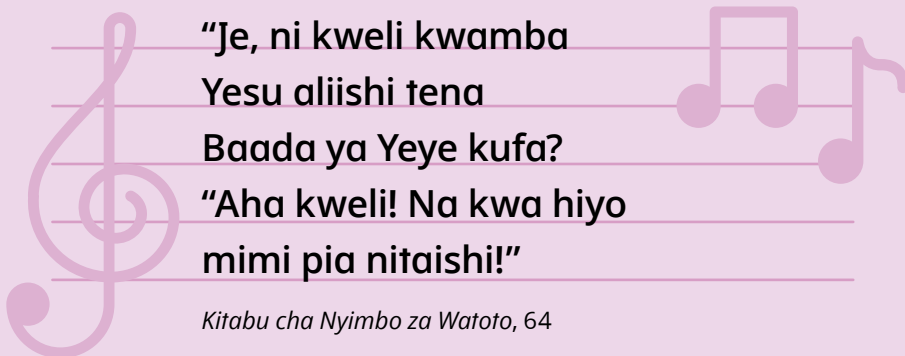 “Je, ni kweli kwamba
Yesu aliishi tena
Baada ya Yeye kufa?
“Aha kweli! Na kwa hiyo
mimi pia nitaishi!”
Kitabu cha Nyimbo za Watoto, 64